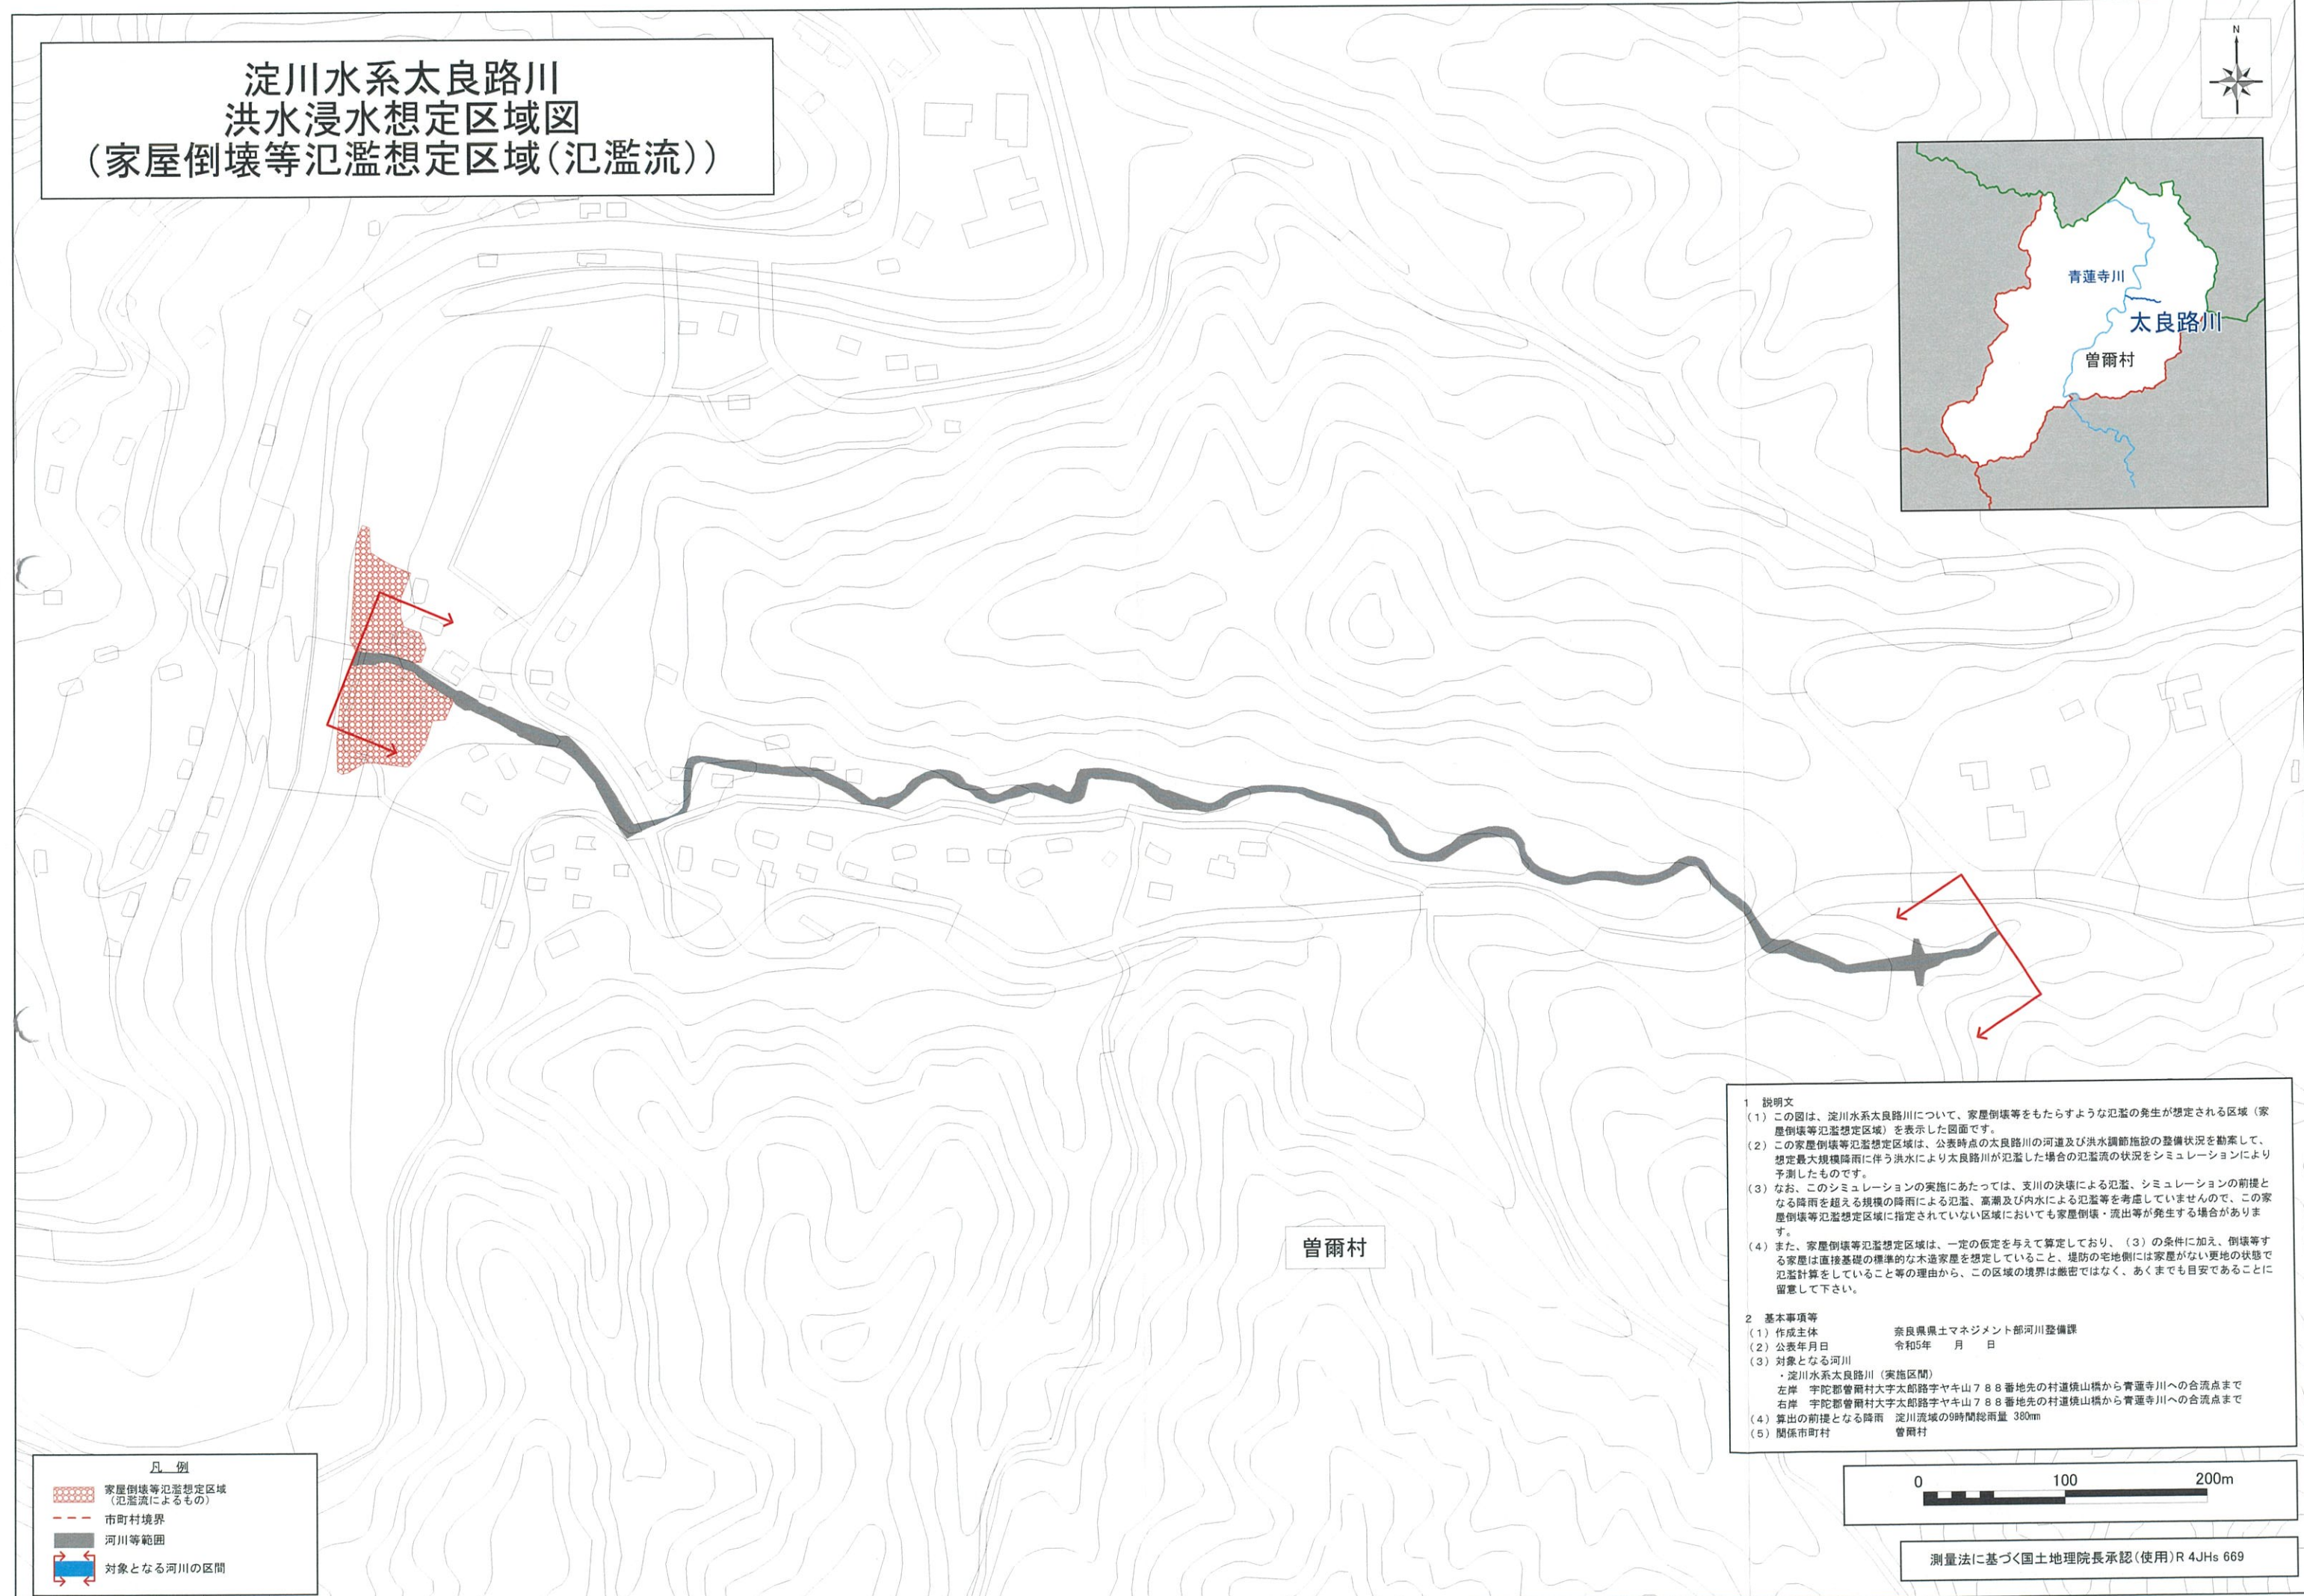 淀川水系太良路川
洪水浸水想定区域図
（家屋倒壊等氾濫想定区域（氾濫流））
N
青蓮寺川
太良路川
曽爾村
曽爾村
1　説明文
（1）この図は、淀川水系太良路川について、家屋倒壊等をもたらすような氾濫の発生が想定される区域（家
屋倒壊等氾濫想定区域）を表示した図面です。
（2）この家屋倒壊等氾濫想定区域は、公表時点の太良路川の河道及び洪水調節施設の整備状況を勘案して、
想定最大規模降雨に伴う洪水により太良路川が氾濫した場合の氾濫流の状況をシミュレーションにより
予測したものです。
（3）なお、このシミュレーションの実施にあたっては、支川の決壊による氾濫、シミュレーションの前提と
なる降雨を超える規模の降雨による氾濫、高潮及び内水による氾濫等を考慮していませんので、この家
屋倒壊等氾濫想定区域に指定されていない区域においても家屋倒壊・流出等が発生する場合がありま
す。
（4）また、家屋倒壊等氾濫想定区域は、一定の仮定を与えて算定しており、（3）の条件に加え、倒壊等す
る家屋は直接基礎の標準的な木造家屋を想定していること、堤防の宅地側には家屋がない更地の状態で
氾濫計算をしていること等の理由から、この区域の境界は厳密ではなく、あくまでも目安であることに
留意して下さい。
2　基本事項等
（1）作成主体　奈良県県土マネジメント部河川整備課
（2）公表年月日　令和5年　月　日
（3）対象となる河川
・淀川水系太良路川（実施区間）
左岸　宇陀郡曽爾村大字太郎路字ヤキ山７８８番地先の村道焼山橋から青蓮寺川への合流点まで
右岸　宇陀郡曽爾村大字太郎路字ヤキ山７８８番地先の村道焼山橋から青蓮寺川への合流点まで
（4）算出の前提となる降雨　淀川流域の9時間総雨量 380mm
（5）関係市町村　曽爾村
凡　例
家屋倒壊等氾濫想定区域
（氾濫流によるもの）
市町村境界
河川等範囲
対象となる河川の区間
0　100　200m
測量法に基づく国土地理院長承認（使用）R 4JHs 669